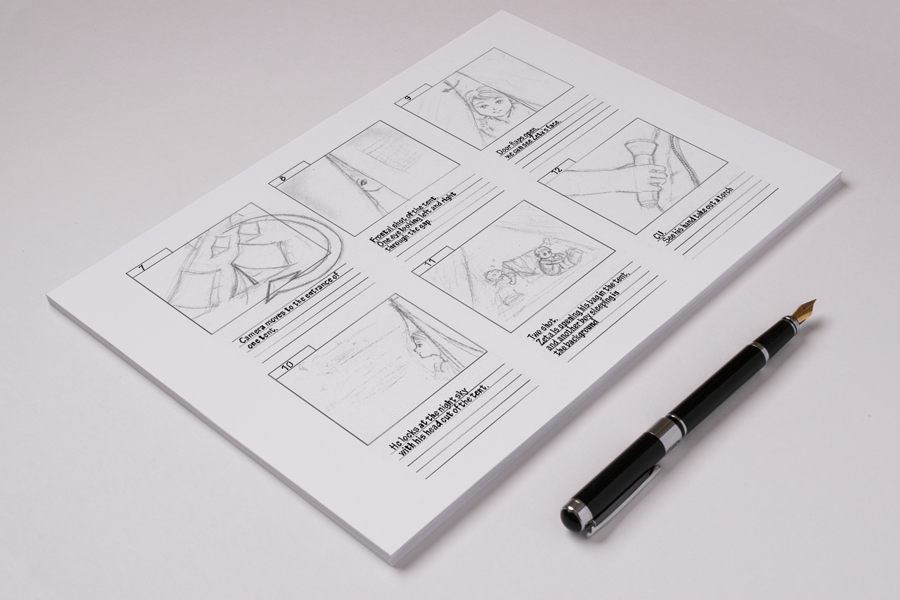 7
Camera moves to the entrance of
one tent.
8
Frontal shot of the tent.
One eye looking left and right
through the gap
9
Door flaps open,
we can see Zeta's face.
10
He looks at the night sky
with his head out of the tent.
11
Two shot.
Zeta is opening his bag in the tent.
and another boy sleeping in
the background
12
CU
See his hand take out a torch